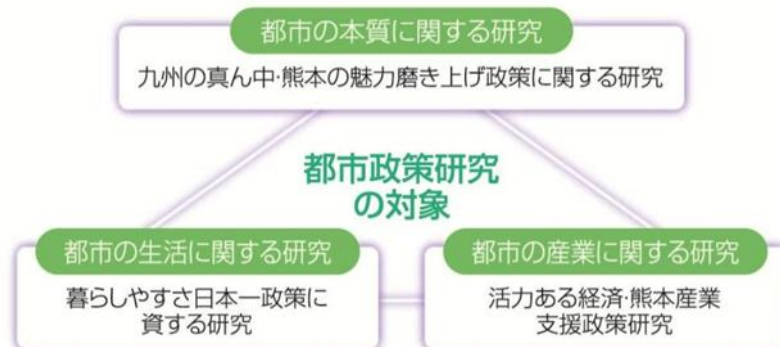 都市の本質に関する研究
九州の真ん中･熊本の魅力磨き上げ政策に関する研究
都市政策研究
の対象
都市の生活に関する研究
暮らしやすさ日本一政策に
資する研究
都市の産業に関する研究
活力ある経済･熊本産業
支援政策研究